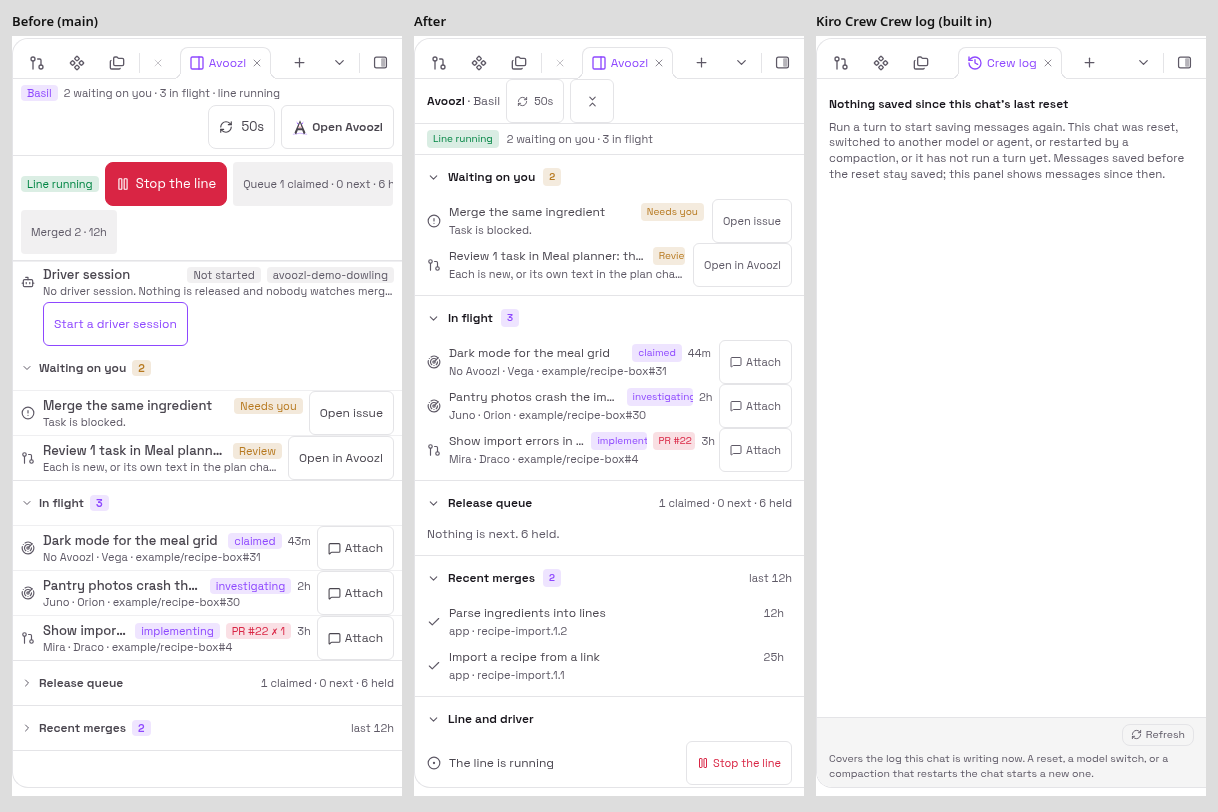 Before (main)
Avoozl
Basil 2 waiting on you · 3 in flight · line running
50s Open Avoozl
Line running Stop the line Queue 1 claimed · 0 next · 6 h
Merged 2 · 12h
Driver session Not started avoozl-demo-dowling
No driver session. Nothing is released and nobody watches merg…
Start a driver session
Waiting on you 2
Merge the same ingredient Needs you Open issue
Task is blocked.
Review 1 task in Meal plann… Review Open in Avoozl
Each is new, or its own text in the plan cha…
In flight 3
Dark mode for the meal grid claimed 43m Attach
No Avoozl · Vega · example/recipe-box#31
Pantry photos crash th… investigating 2h Attach
Juno · Orion · example/recipe-box#30
Show impor… implementing PR #22 ✗ 1 3h Attach
Mira · Draco · example/recipe-box#4
Release queue 1 claimed · 0 next · 6 held
Recent merges 2 last 12h
After
Avoozl
Avoozl · Basil 50s
Line running 2 waiting on you · 3 in flight
Waiting on you 2
Merge the same ingredient Needs you Open issue
Task is blocked.
Review 1 task in Meal planner: th… Revie Open in Avoozl
Each is new, or its own text in the plan cha…
In flight 3
Dark mode for the meal grid claimed 44m Attach
No Avoozl · Vega · example/recipe-box#31
Pantry photos crash the im… investigating 2h Attach
Juno · Orion · example/recipe-box#30
Show import errors in … implement PR #22 3h Attach
Mira · Draco · example/recipe-box#4
Release queue 1 claimed · 0 next · 6 held
Nothing is next. 6 held.
Recent merges 2 last 12h
Parse ingredients into lines 12h
app · recipe-import.1.2
Import a recipe from a link 25h
app · recipe-import.1.1
Line and driver
The line is running Stop the line
Kiro Crew Crew log (built in)
Crew log
Nothing saved since this chat's last reset
Run a turn to start saving messages again. This chat was reset,
switched to another model or agent, or restarted by a
compaction, or it has not run a turn yet. Messages saved before
the reset stay saved; this panel shows messages since then.
Refresh
Covers the log this chat is writing now. A reset, a model switch, or a
compaction that restarts the chat starts a new one.